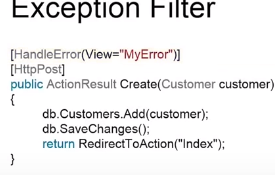 Exception Filter
[HandleError(View="MyError")]
[HttpPost]
public ActionResult Create(Customer customer)
{
db.Customers.Add(customer);
db.SaveChanges();
return RedirectToAction("Index");
}